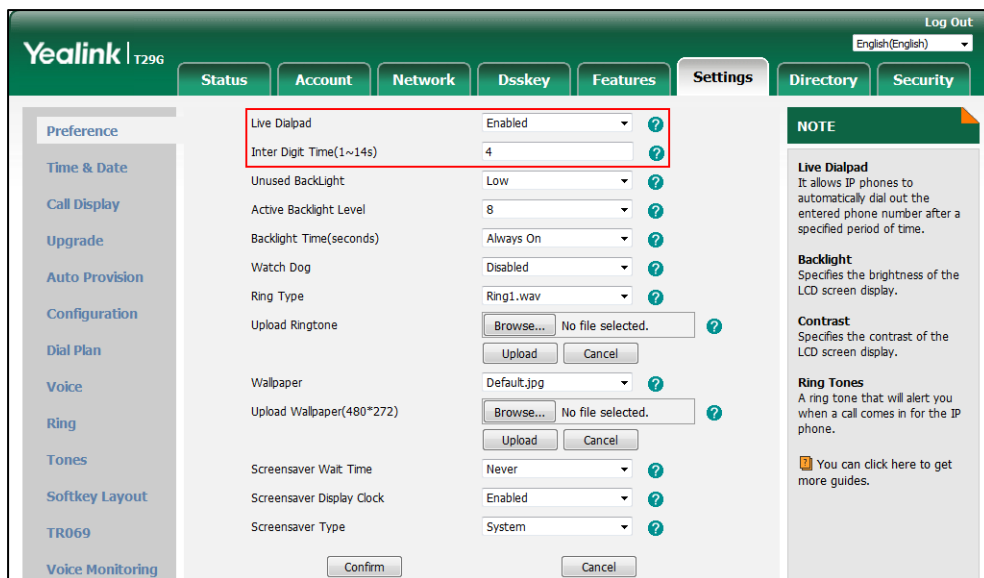 Log Out
English(English)
Yealink T29G
Status Account Network Dsskey Features Settings Directory Security
Preference
Time & Date
Call Display
Upgrade
Auto Provision
Configuration
Dial Plan
Voice
Ring
Tones
Softkey Layout
TR069
Voice Monitoring
Live Dialpad Enabled
Inter Digit Time(1~14s) 4
Unused BackLight Low
Active Backlight Level 8
Backlight Time(seconds) Always On
Watch Dog Disabled
Ring Type Ring1.wav
Upload Ringtone Browse... No file selected.
Upload Cancel
Wallpaper Default.jpg
Upload Wallpaper(480*272) Browse... No file selected.
Upload Cancel
Screensaver Wait Time Never
Screensaver Display Clock Enabled
Screensaver Type System
Confirm Cancel
NOTE
Live Dialpad
It allows IP phones to
automatically dial out the
entered phone number after a
specified period of time.
Backlight
Specifies the brightness of the
LCD screen display.
Contrast
Specifies the contrast of the
LCD screen display.
Ring Tones
A ring tone that will alert you
when a call comes in for the IP
phone.
You can click here to get
more guides.